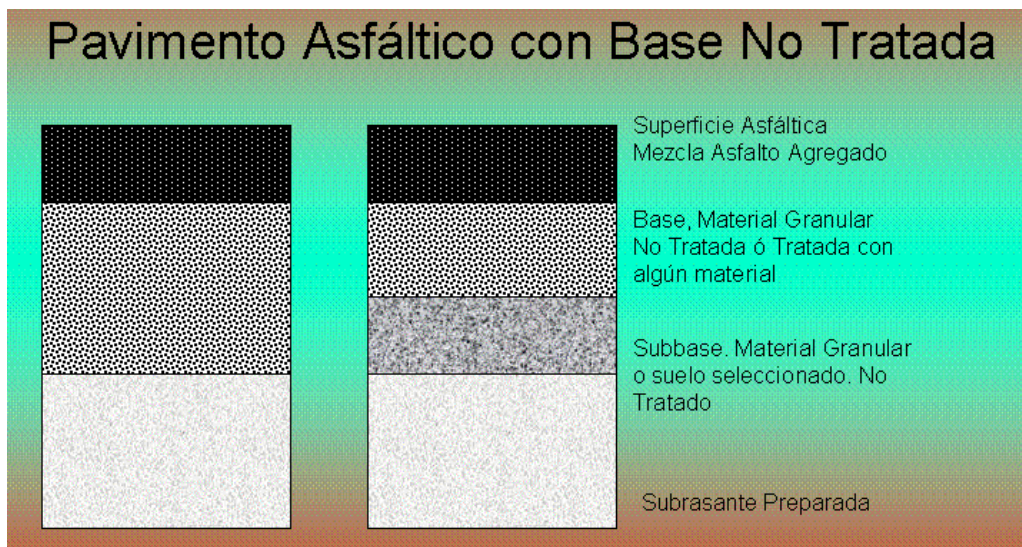 Pavimento Asfáltico con Base No Tratada
Superficie Asfáltica
Mezcla Asfalto Agregado
Base, Material Granular
No Tratada ó Tratada con
algún material
Subbase. Material Granular
o suelo seleccionado. No
Tratado
Subrasante Preparada